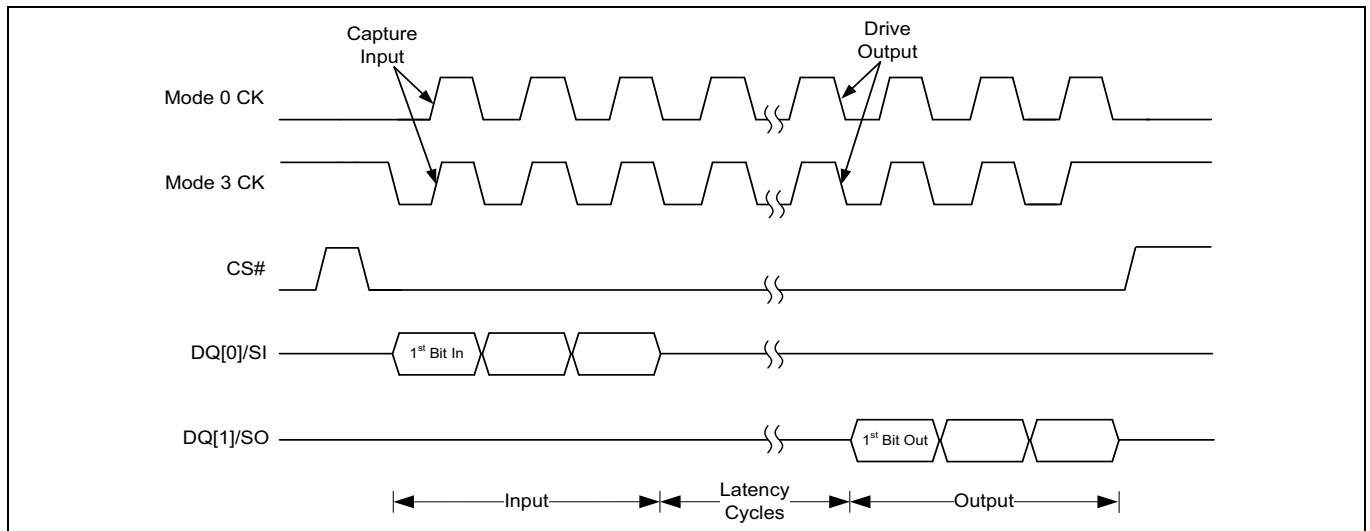 Capture
Input
Drive
Output
Mode 0 CK
Mode 3 CK
CS#
DQ[0]/SI
1st Bit In
DQ[1]/SO
1st Bit Out
Input
Latency
Cycles
Output